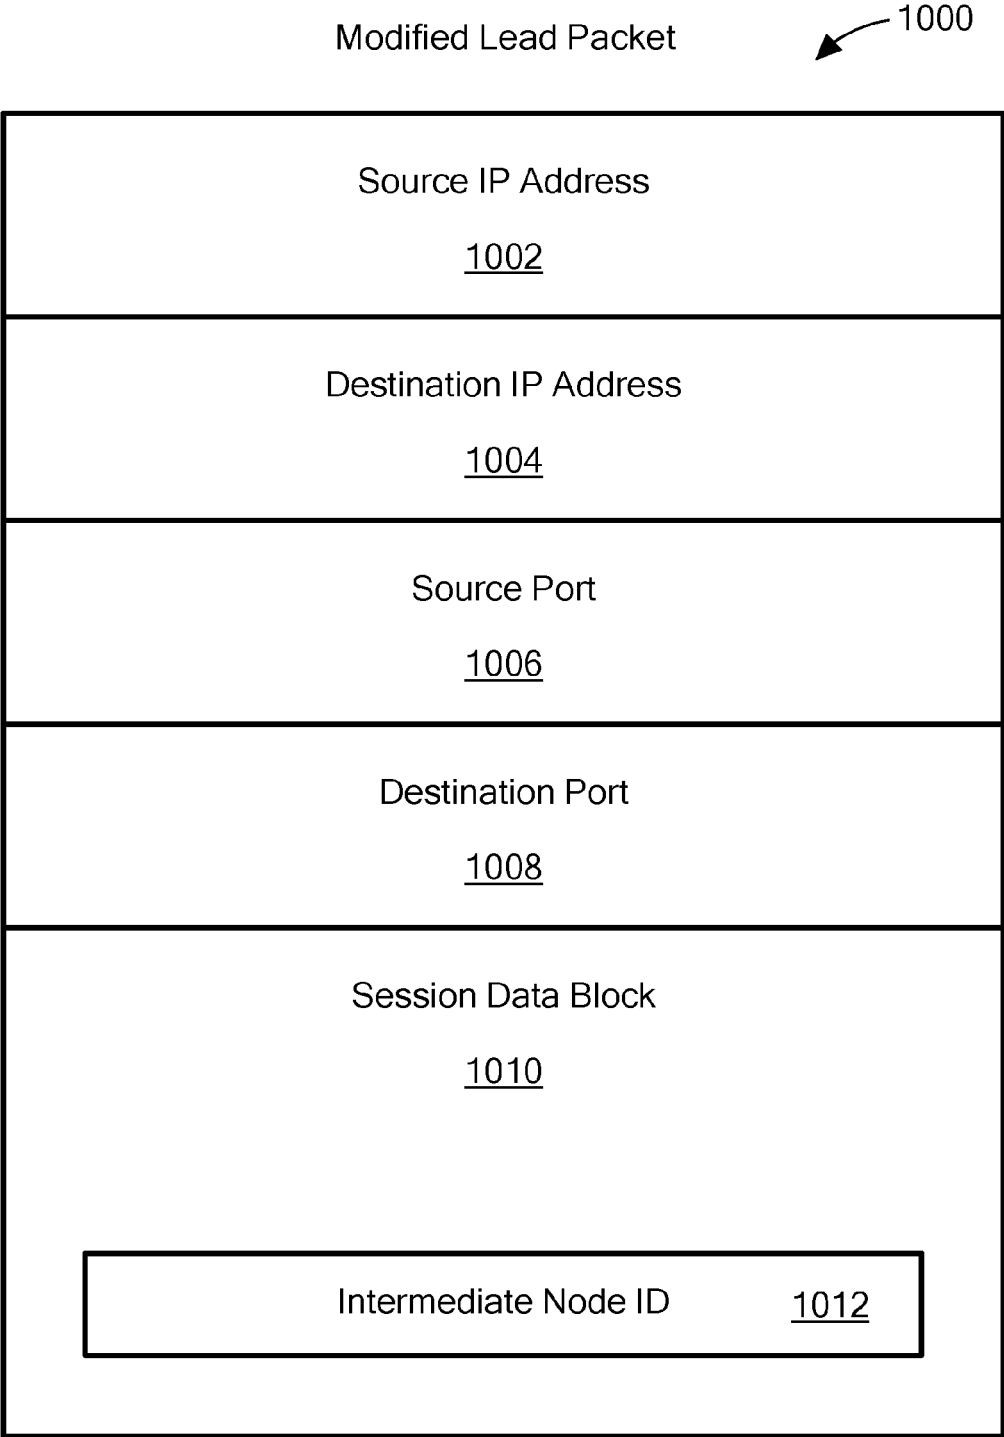 Modified Lead Packet
1000
Source IP Address
1002
Destination IP Address
1004
Source Port
1006
Destination Port
1008
Session Data Block
1010
Intermediate Node ID 1012